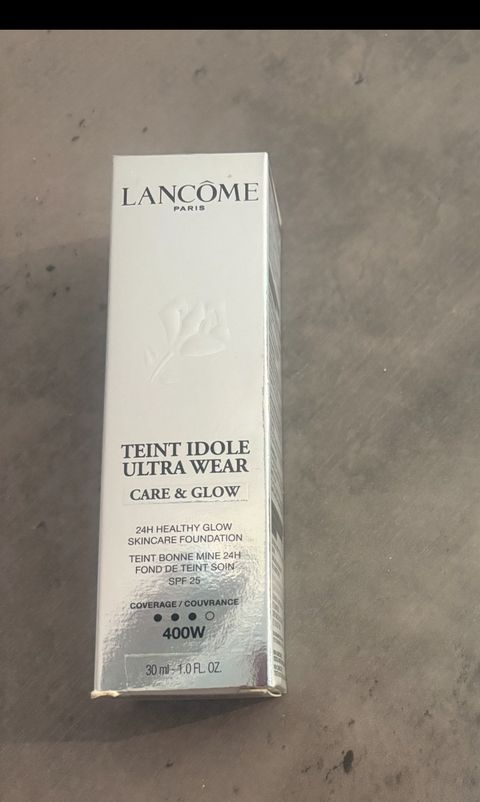 LANCÔME
PARIS
TEINT IDOLE
ULTRA WEAR
CARE & GLOW
24H HEALTHY GLOW
SKINCARE FOUNDATION
TEINT BONNE MINE 24H
FOND DE TEINT SOIN
SPF 25
COVERAGE / COUVRANCE
400W
30 ml - 1.0 FL. OZ.